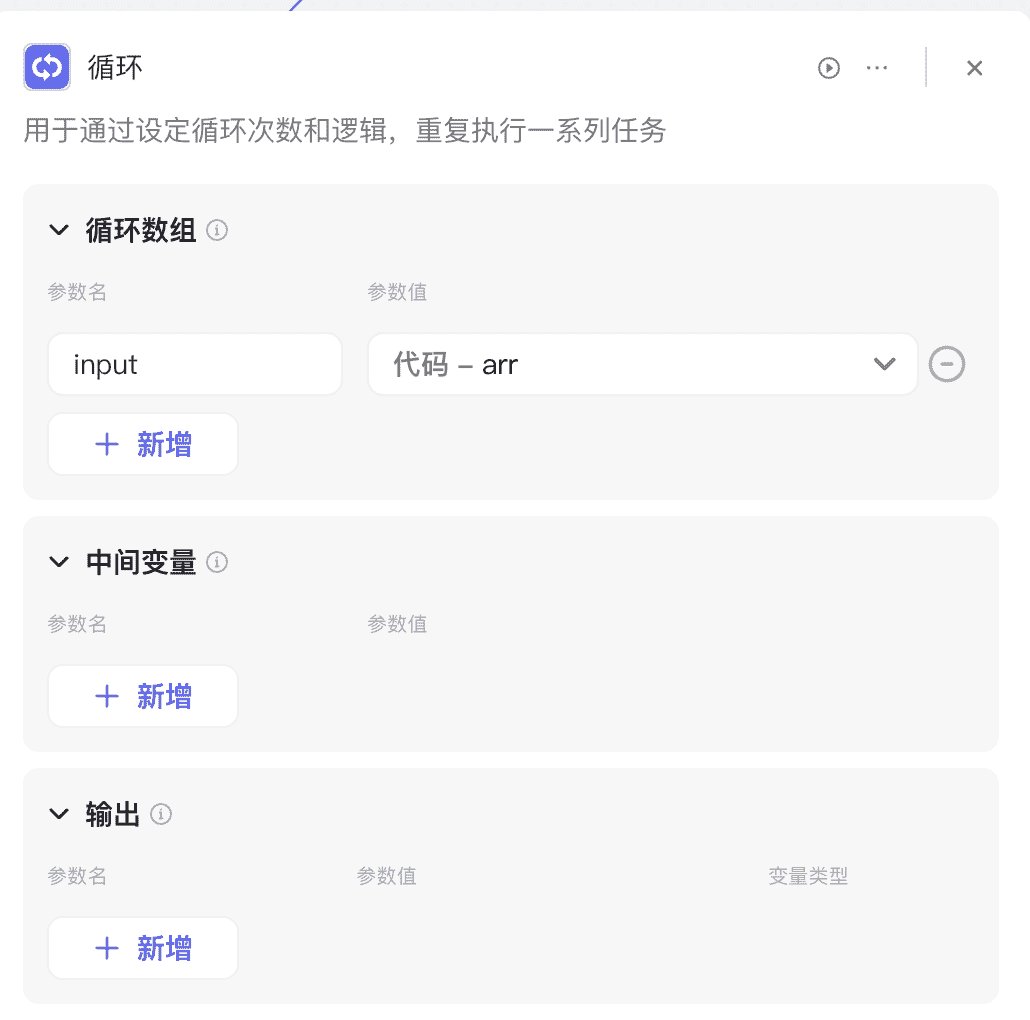 循环
用于通过设定循环次数和逻辑，重复执行一系列任务
循环数组
参数名 参数值
input 代码 – arr
新增
中间变量
参数名 参数值
新增
输出
参数名 参数值 变量类型
新增